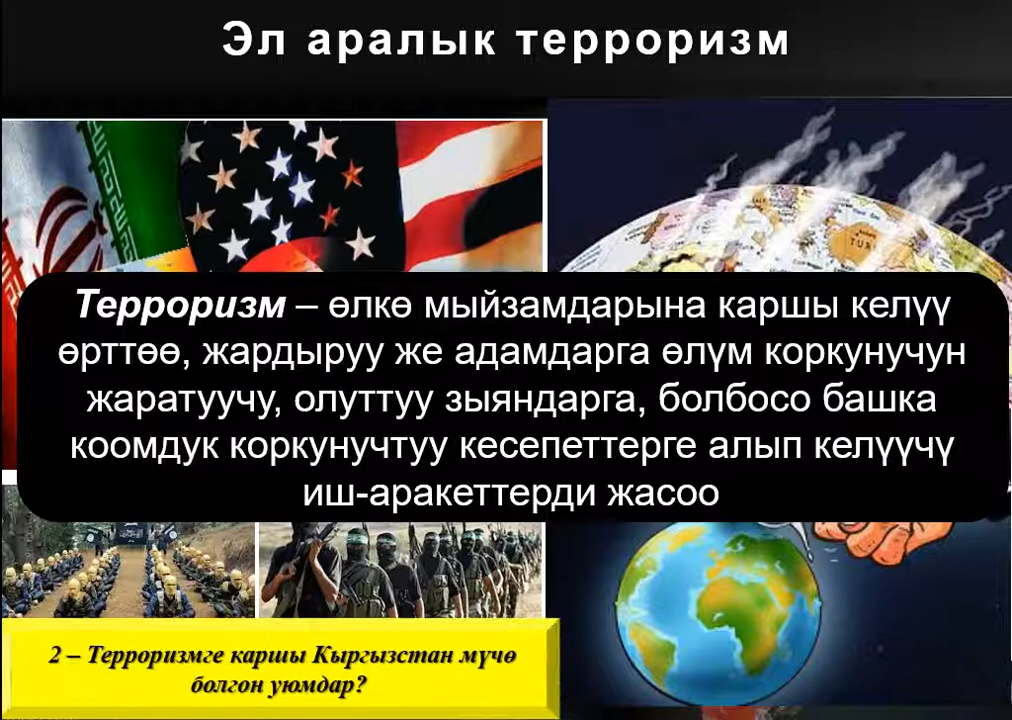 Эл аралык терроризм
TUR
Терроризм – өлкө мыйзамдарына каршы келүү
өрттөө, жардыруу же адамдарга өлүм коркунучун
жаратуучу, олуттуу зыяндарга, болбосо башка
коомдук коркунучтуу кесепеттерге алып келүүчү
иш-аракеттерди жасоо
2 – Терроризмге каршы Кыргызстан мүчө
болгон уюмдар?